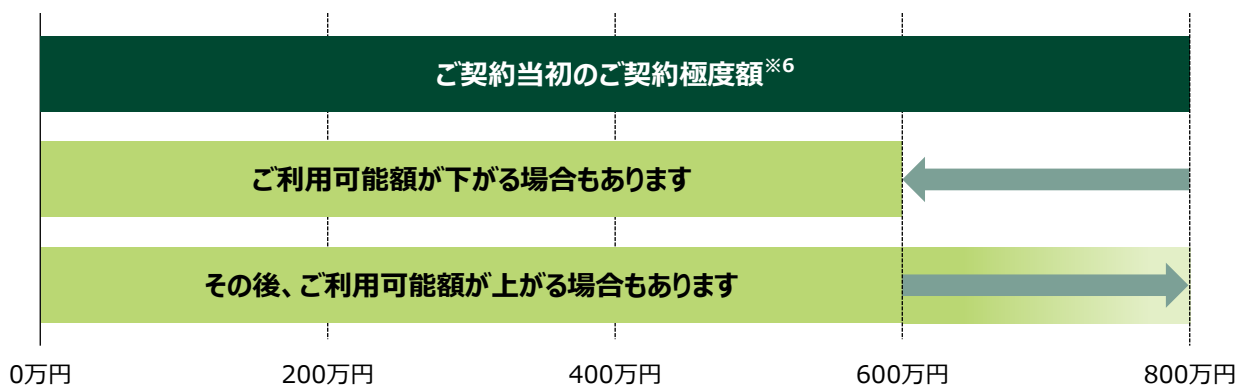 ご契約当初のご契約極度額※6
ご利用可能額が下がる場合もあります
その後、ご利用可能額が上がる場合もあります
0万円 200万円 400万円 600万円 800万円